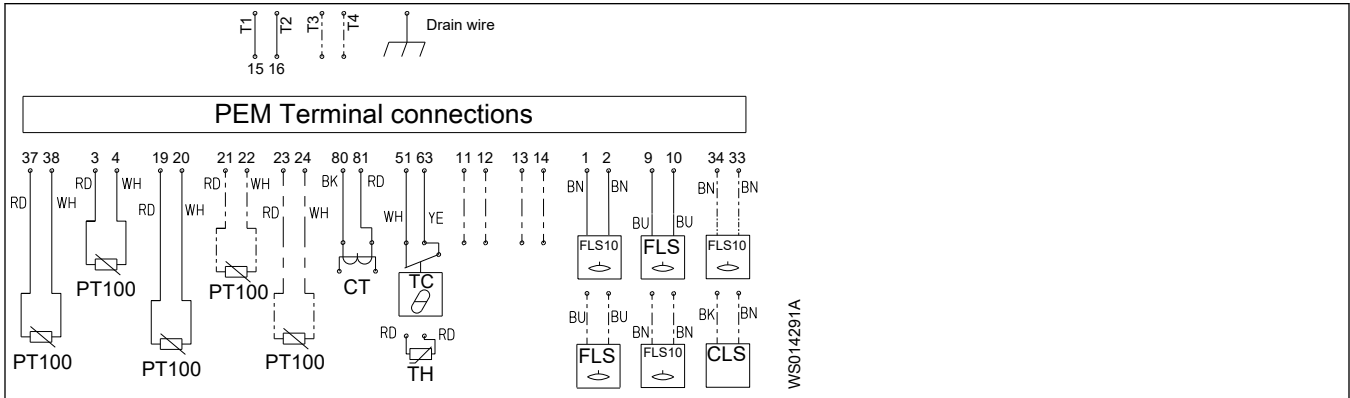 T1 T2 T3 T4 Drain wire
15 16
PEM Terminal connections
37 38 3 4 19 20 21 22 23 24 80 81 51 63 11 12 13 14 1 2 9 10 34 33
RD WH RD WH BK RD BN BN BN BN BN BN
RD WH RD WH RD WH WH YE BU BU
FLS10 FLS FLS10
PT100 PT100 CT TC
BU BU BN BN BK BN
RD RD
PT100 PT100 PT100 TH FLS FLS10 CLS
WS014291A